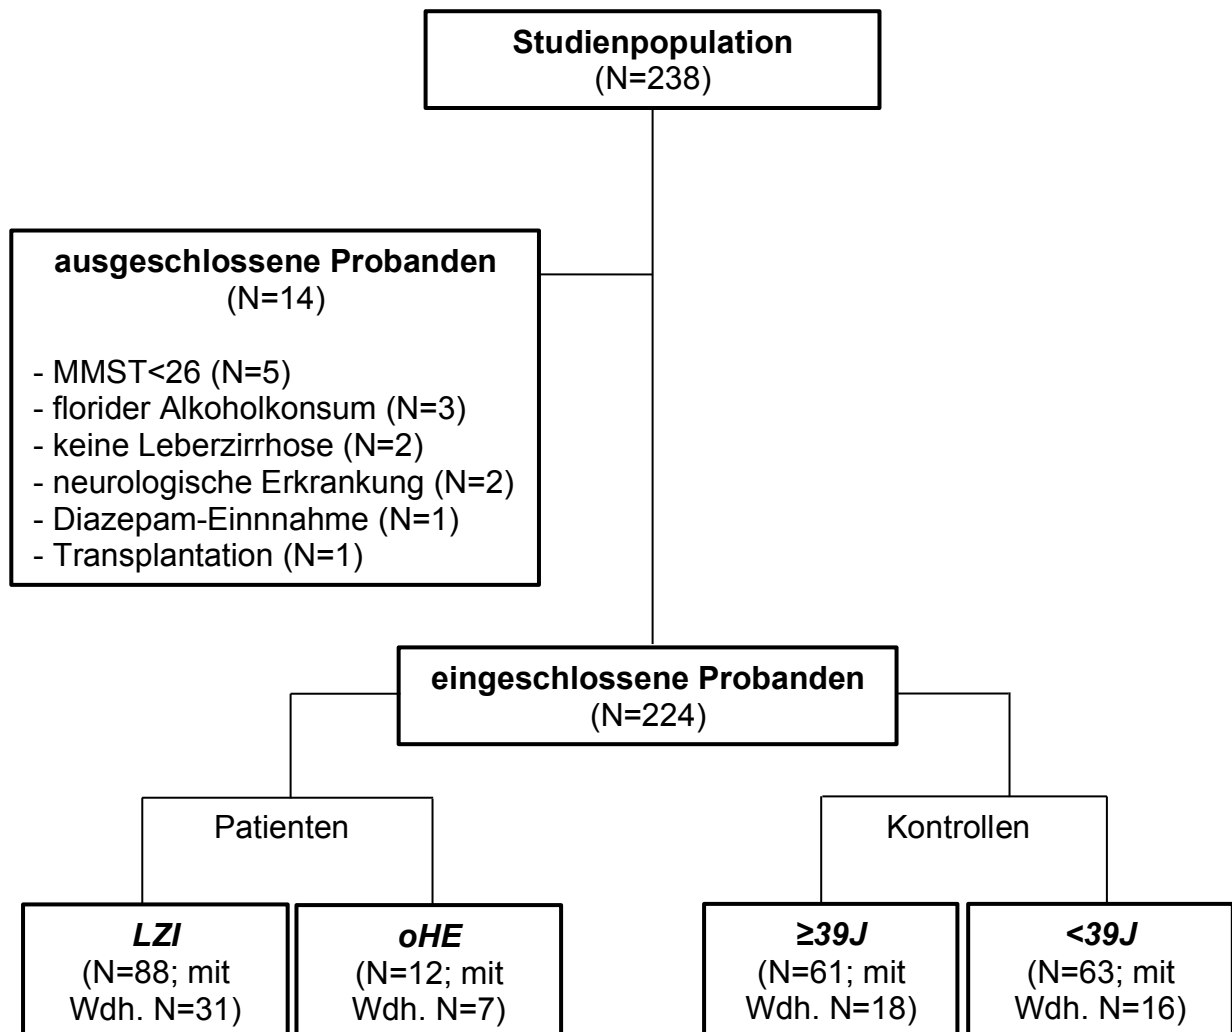 Studienpopulation
(N=238)
ausgeschlossene Probanden
(N=14)
- MMST<26 (N=5)
- florider Alkoholkonsum (N=3)
- keine Leberzirrhose (N=2)
- neurologische Erkrankung (N=2)
- Diazepam-Einnnahme (N=1)
- Transplantation (N=1)
eingeschlossene Probanden
(N=224)
Patienten
Kontrollen
LZI
(N=88; mit
Wdh. N=31)
oHE
(N=12; mit
Wdh. N=7)
≥39J
(N=61; mit
Wdh. N=18)
<39J
(N=63; mit
Wdh. N=16)